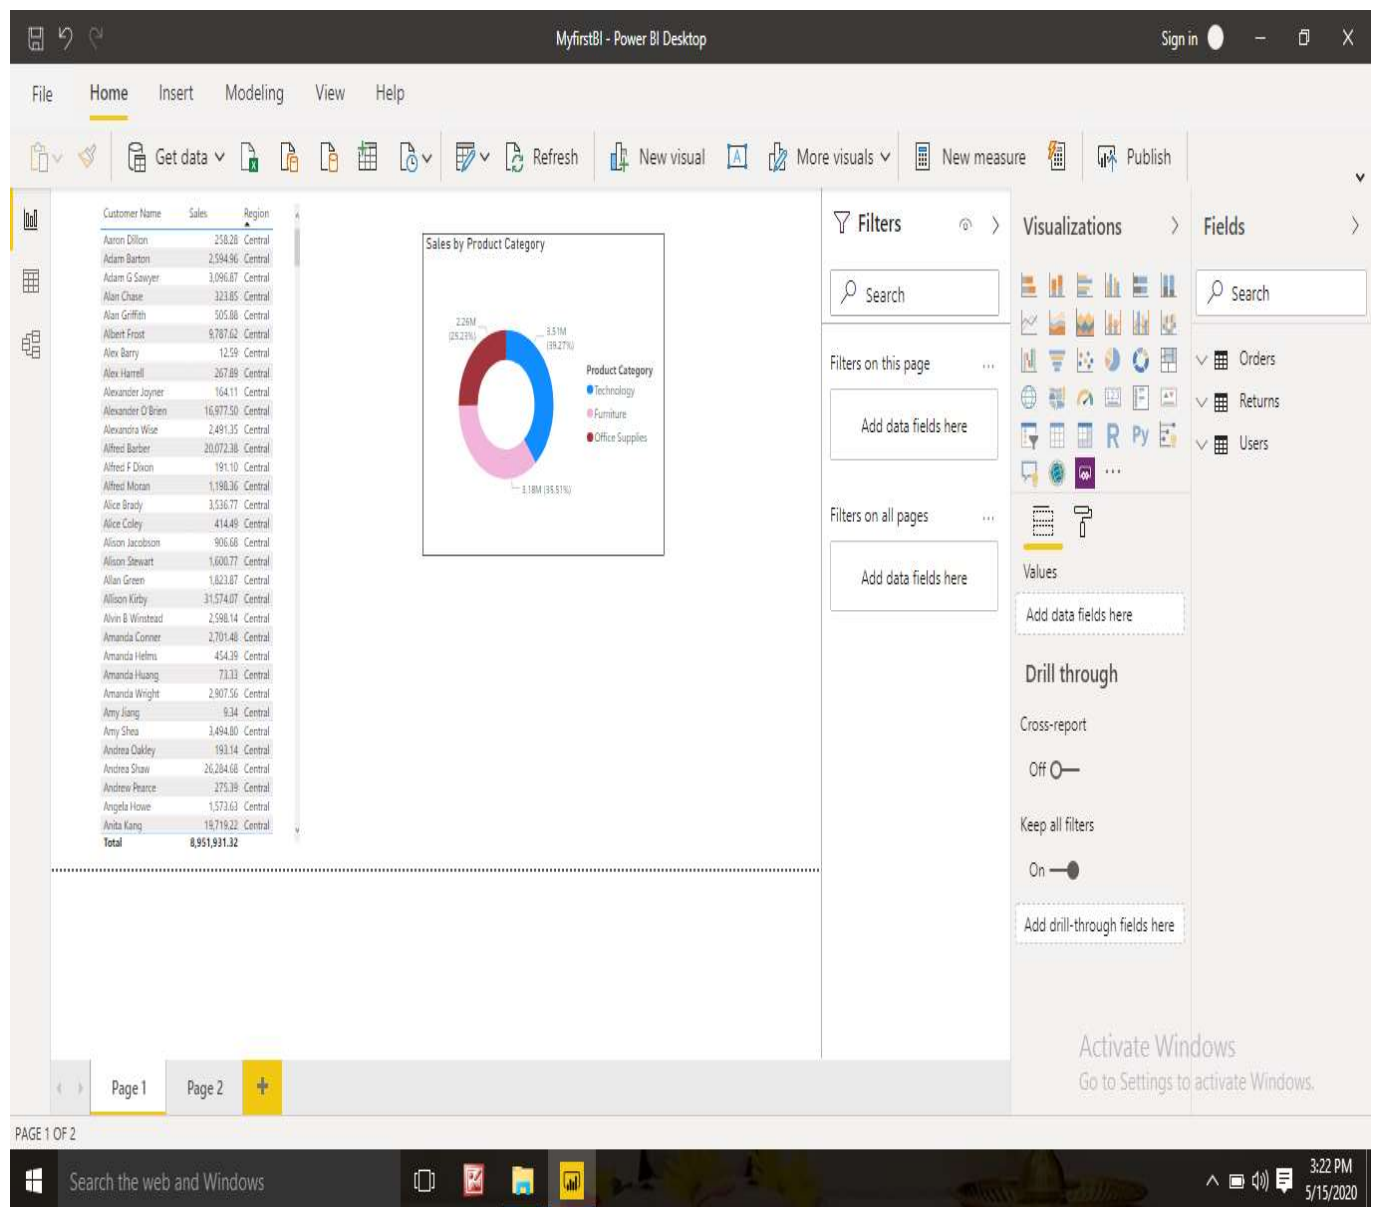 MyfirstBI - Power BI Desktop
Sign in
File Home Insert Modeling View Help
Get data
Refresh
New visual
More visuals
New measure
Publish
Customer Name Sales Region
Aaron Dillon 258.28 Central
Adam Barton 2,594.96 Central
Adam G Sawyer 3,096.87 Central
Alan Chase 323.85 Central
Alan Griffith 505.88 Central
Albert Frost 9,787.62 Central
Alex Barry 12.59 Central
Alex Harrell 267.89 Central
Alexander Joyner 164.11 Central
Alexander O'Brien 16,977.50 Central
Alexandra Wise 2,491.35 Central
Alfred Barber 20,072.38 Central
Alfred F Dixon 191.10 Central
Alfred Moran 1,198.36 Central
Alice Brady 3,536.77 Central
Alice Coley 414.49 Central
Alison Jacobson 906.68 Central
Alison Stewart 1,600.77 Central
Allan Green 1,823.87 Central
Allison Kirby 31,574.07 Central
Alvin B Winstead 2,598.14 Central
Amanda Conner 2,701.48 Central
Amanda Helms 454.39 Central
Amanda Huang 73.33 Central
Amanda Wright 2,907.56 Central
Amy Jiang 9.34 Central
Amy Shea 3,494.80 Central
Andrea Oakley 193.14 Central
Andrea Shaw 26,284.68 Central
Andrew Pearce 275.39 Central
Angela Howe 1,573.63 Central
Anita Kang 19,719.22 Central
Total 8,951,931.32
Sales by Product Category
2.26M
(25.23%)
3.51M
(39.27%)
3.18M (35.51%)
Product Category
Technology
Furniture
Office Supplies
Filters
Search
Filters on this page
...
Add data fields here
Filters on all pages
...
Add data fields here
Visualizations
R Py
...
Values
Add data fields here
Drill through
Cross-report
Off
Keep all filters
On
Add drill-through fields here
Fields
Search
Orders
Returns
Users
Activate Windows
Go to Settings to activate Windows.
Page 1 Page 2 +
PAGE 1 OF 2
Search the web and Windows
3:22 PM
5/15/2020